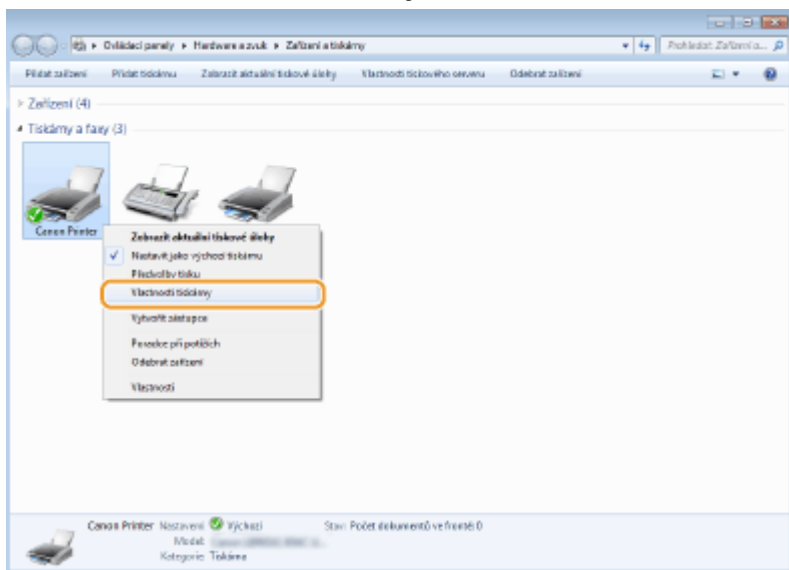 Ovládací panely ▸ Hardware a zvuk ▸ Zařízení a tiskárny
Prohledat: Zařízení a...
Přidat zařízení Přidat tiskárnu Zobrazit aktuální tiskové úlohy Vlastnosti tiskového serveru Odebrat zařízení
Zařízení (4)
Tiskárny a faxy (3)
Canon Printer
Zobrazit aktuální tiskové úlohy
Nastavit jako výchozí tiskárnu
Předvolby tisku
Vlastnosti tiskárny
Vytvořit zástupce
Poradce při potížích
Odebrat zařízení
Vlastnosti
Canon Printer Nastavení Výchozí Stav: Počet dokumentů ve frontě: 0
Model:
Kategorie: Tiskárna